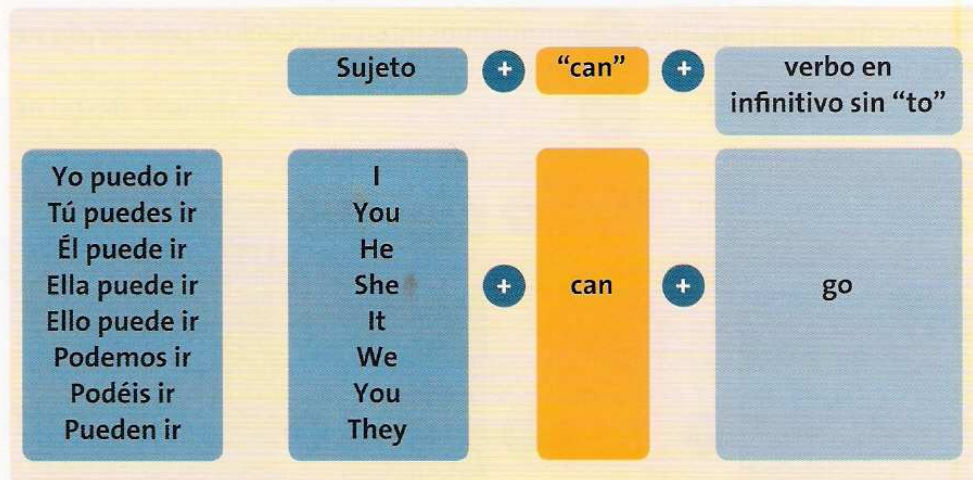 Sujeto + “can” + verbo en
infinitivo sin “to”
Yo puedo ir
Tú puedes ir
Él puede ir
Ella puede ir
Ello puede ir
Podemos ir
Podéis ir
Pueden ir
I
You
He
She
It
We
You
They
+
can
+
go